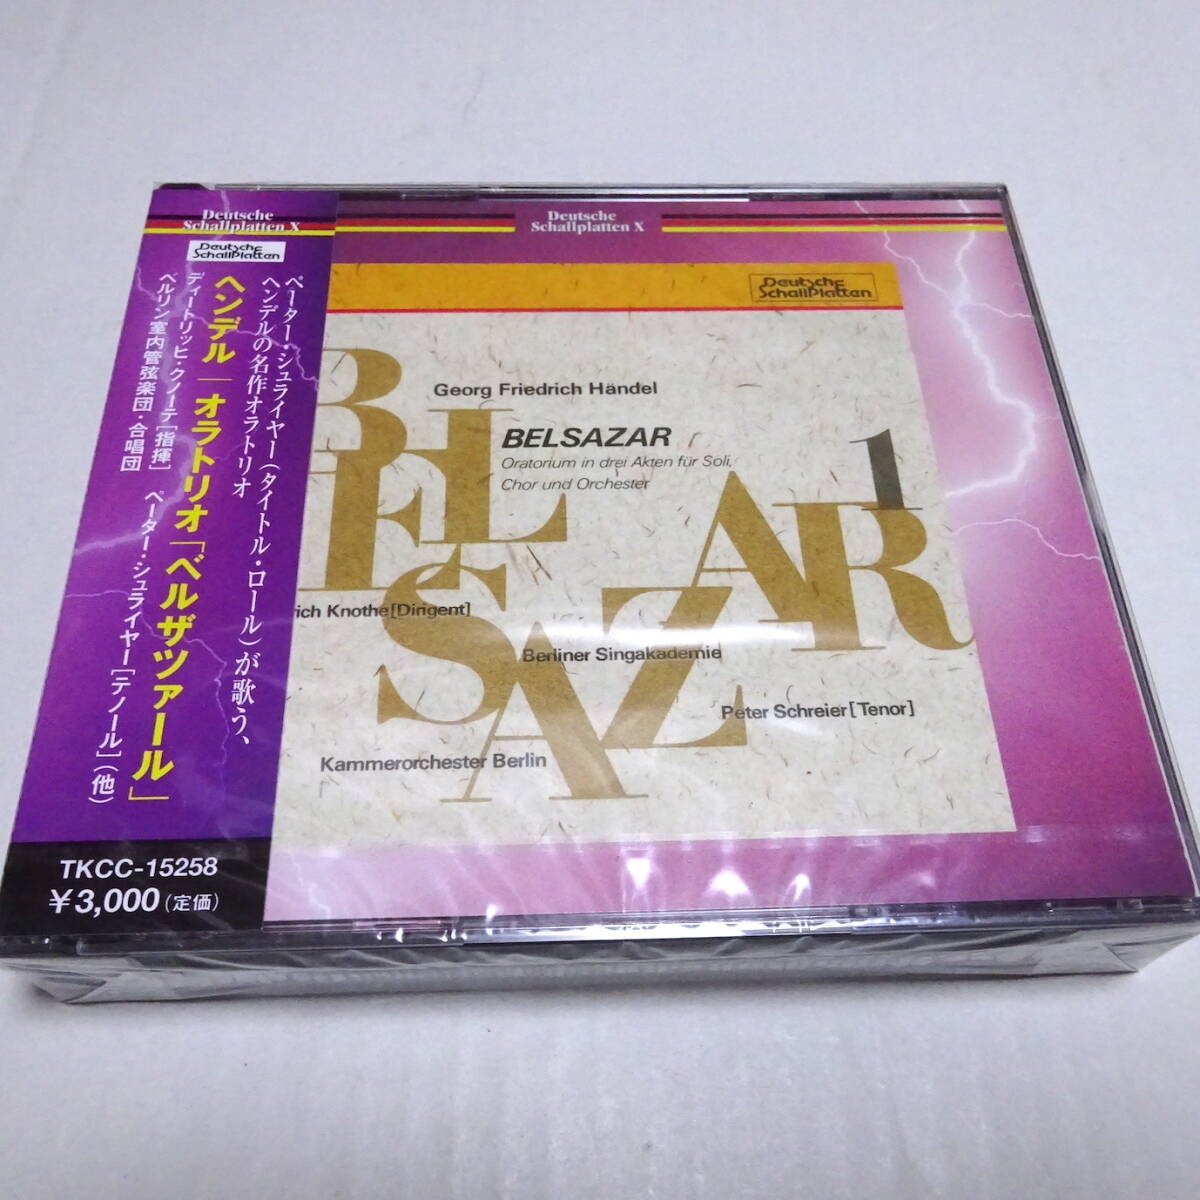 Deutsche
Schallplatten X
Deutsche
SchallPlatten
ペーター・シュライヤー(タイトル・ロール)が歌う、
ヘンデルの名作オラトリオ
ヘンデル|オラトリオ「ベルザツァール」
ディートリッヒ・クノーテ[指揮] ペーター・シュライヤー[テノール](他)
ベルリン室内管弦楽団・合唱団
TKCC-15258
¥3,000(定価)
Deutsche
Schallplatten X
Deutsche
SchallPlatten
Georg Friedrich Händel
BELSAZAR
Oratorium in drei Akten für Soli,
Chor und Orchester
1
BELSAZAR
BELSAZAR
rich Knothe[Dirigent]
Berliner Singakademie
Peter Schreier[Tenor]
Kammerorchester Berlin